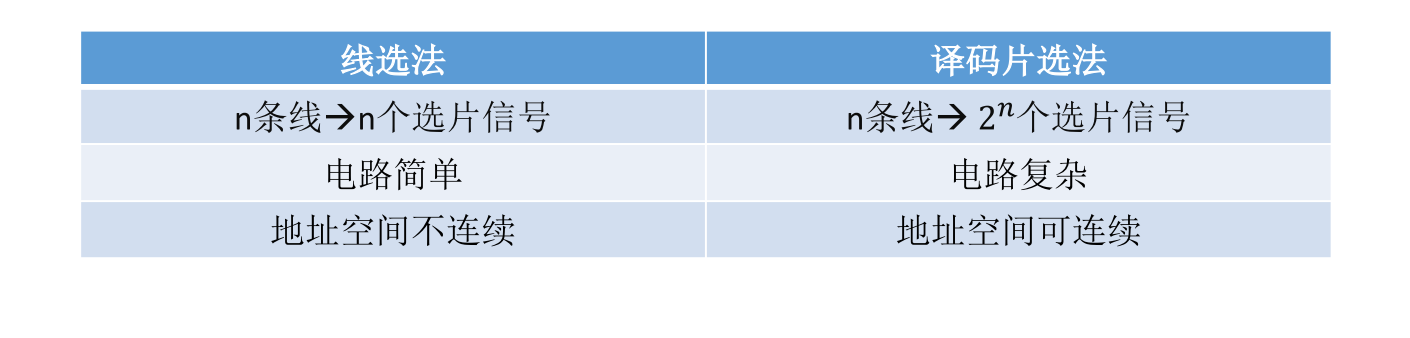 线选法 译码片选法
n条线→n个选片信号 n条线→ 2ⁿ个选片信号
电路简单 电路复杂
地址空间不连续 地址空间可连续